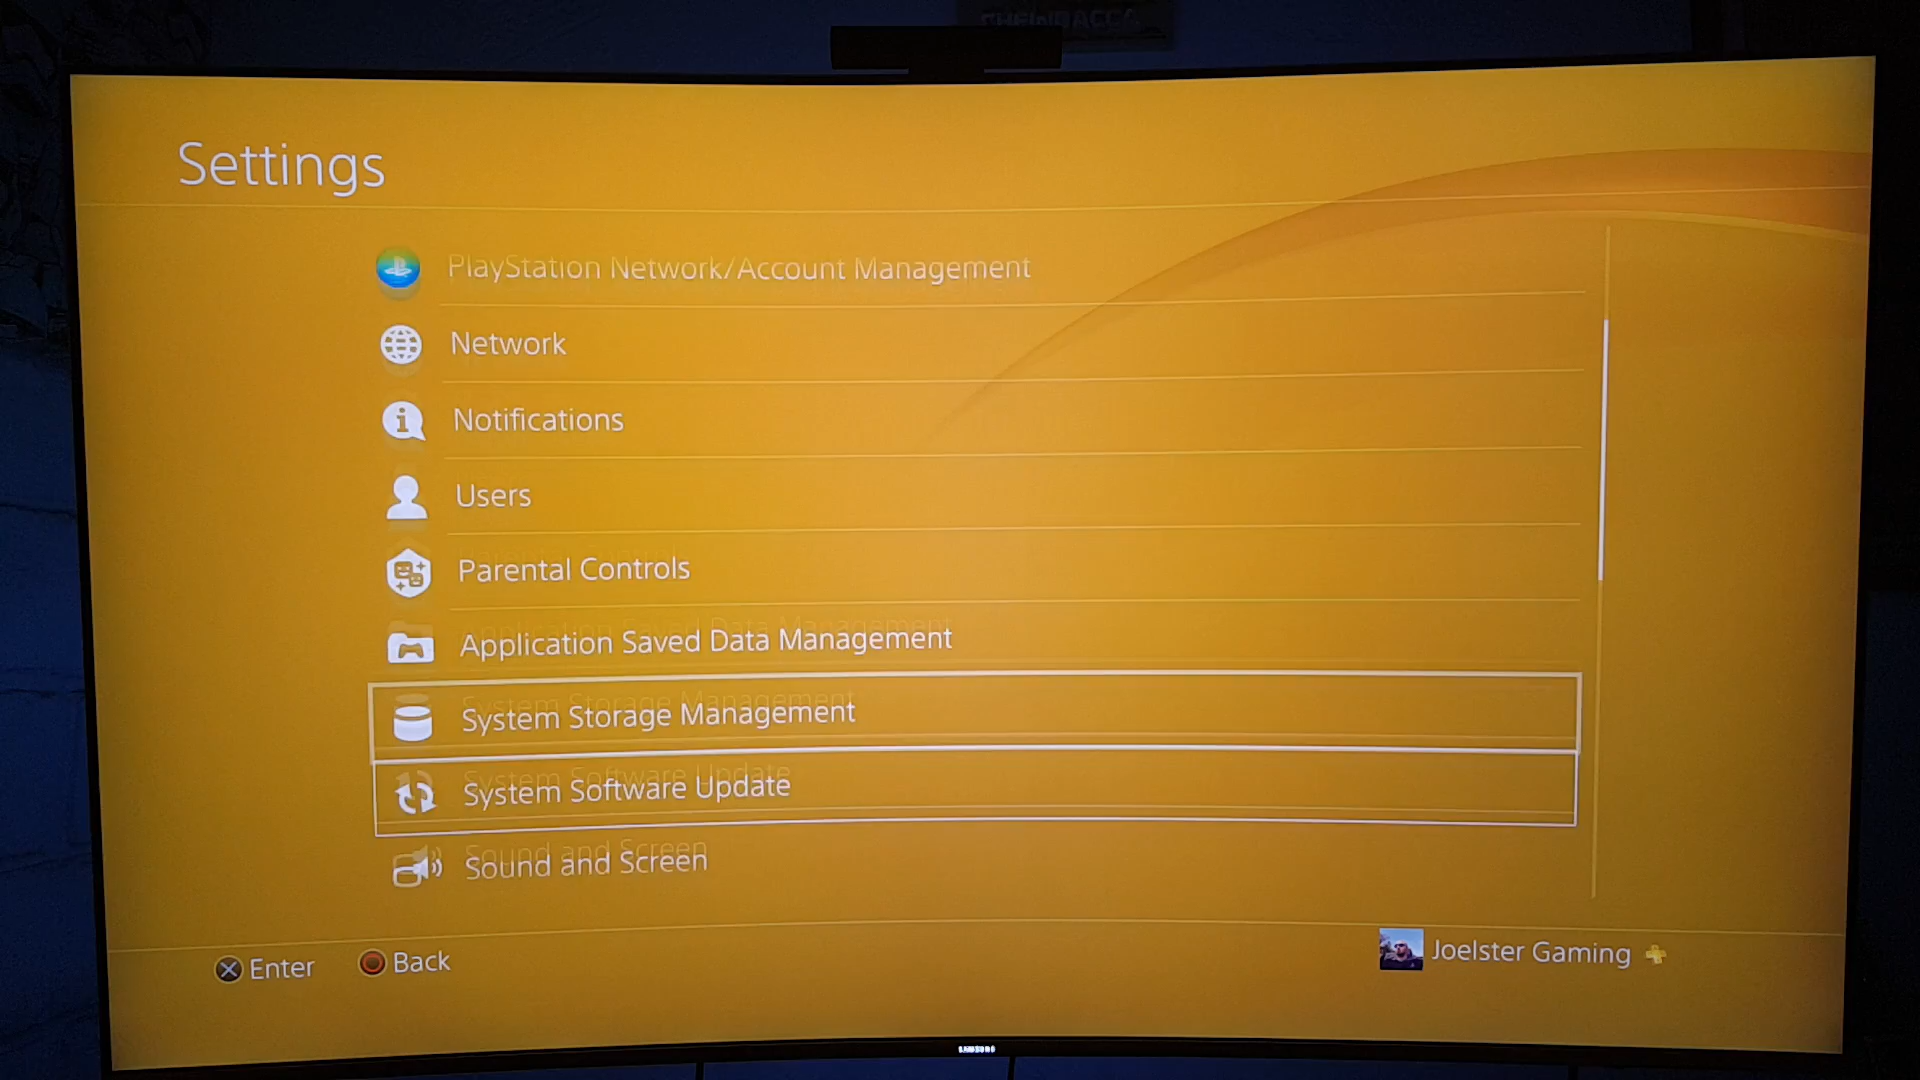 Settings
PlayStation Network/Account Management
Network
Notifications
Users
Parental Controls
Application Saved Data Management
System Storage Management
System Software Update
Sound and Screen
Enter
Back
Joelster Gaming
SAMSUNG